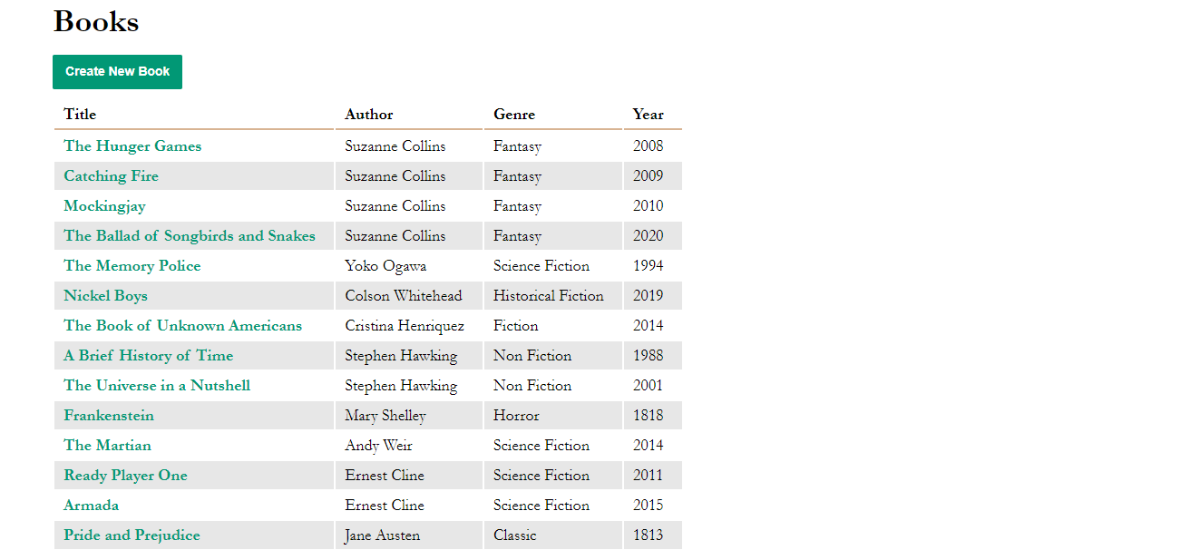 Books
Create New Book
Title Author Genre Year
The Hunger Games Suzanne Collins Fantasy 2008
Catching Fire Suzanne Collins Fantasy 2009
Mockingjay Suzanne Collins Fantasy 2010
The Ballad of Songbirds and Snakes Suzanne Collins Fantasy 2020
The Memory Police Yoko Ogawa Science Fiction 1994
Nickel Boys Colson Whitehead Historical Fiction 2019
The Book of Unknown Americans Cristina Henriquez Fiction 2014
A Brief History of Time Stephen Hawking Non Fiction 1988
The Universe in a Nutshell Stephen Hawking Non Fiction 2001
Frankenstein Mary Shelley Horror 1818
The Martian Andy Weir Science Fiction 2014
Ready Player One Ernest Cline Science Fiction 2011
Armada Ernest Cline Science Fiction 2015
Pride and Prejudice Jane Austen Classic 1813